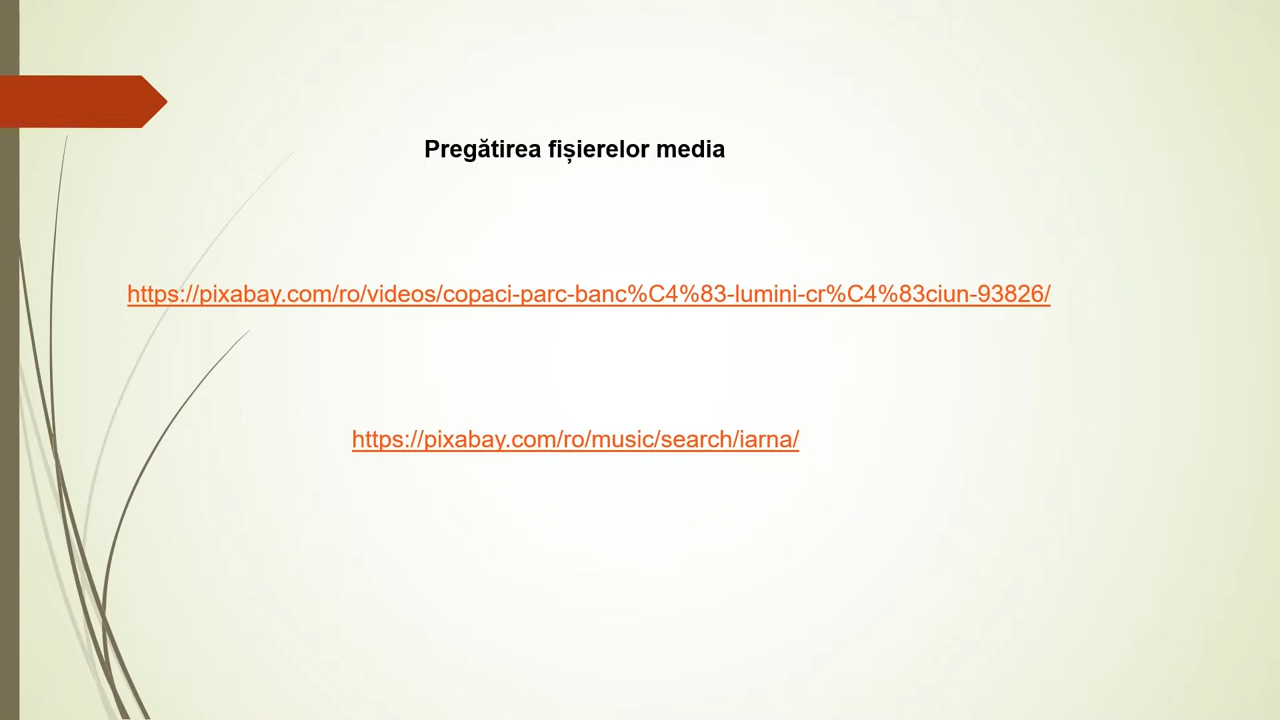 Pregătirea fișierelor media
https://pixabay.com/ro/videos/copaci-parc-banc%C4%83-lumini-cr%C4%83ciun-93826/
https://pixabay.com/ro/music/search/iarna/